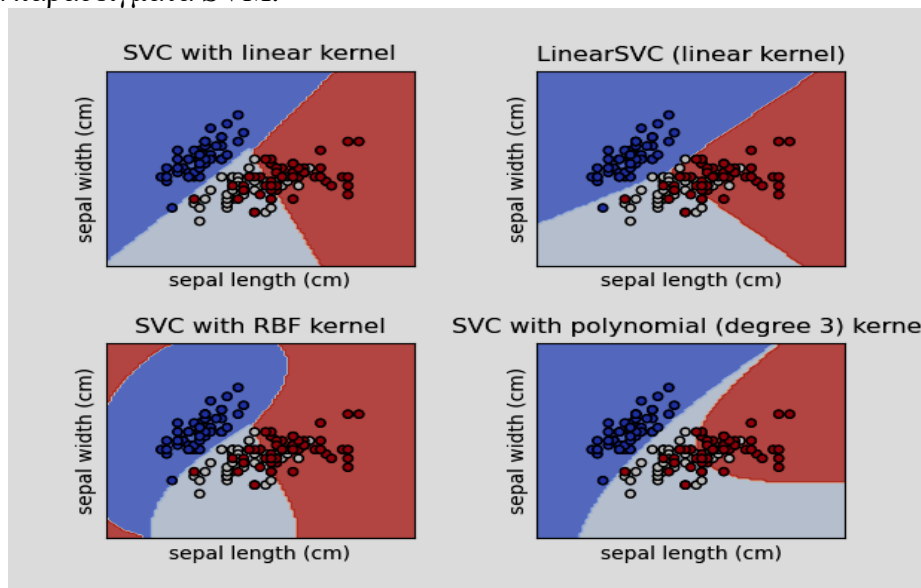 SVC with linear kernel
LinearSVC (linear kernel)
sepal width (cm)
sepal width (cm)
sepal length (cm)
sepal length (cm)
SVC with RBF kernel
SVC with polynomial (degree 3) kerne
sepal width (cm)
sepal width (cm)
sepal length (cm)
sepal length (cm)